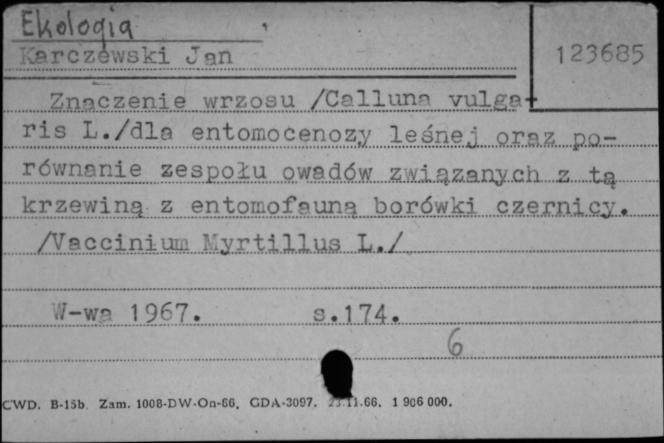 Ekologia
Karczewski Jan
123685
Znaczenie wrzosu /Calluna vulga-
ris L./dla entomocenozy leśnej oraz po-
równanie zespołu owadów związanych z tą
krzewiną z entomofauną borówki czernicy.
/Vaccinium Myrtillus L./
W-wa 1967. s.174.
6
CWD. B-15b. Zam. 1008-DW-On-66, GDA-3097. 23.11.66. 1 906 000.